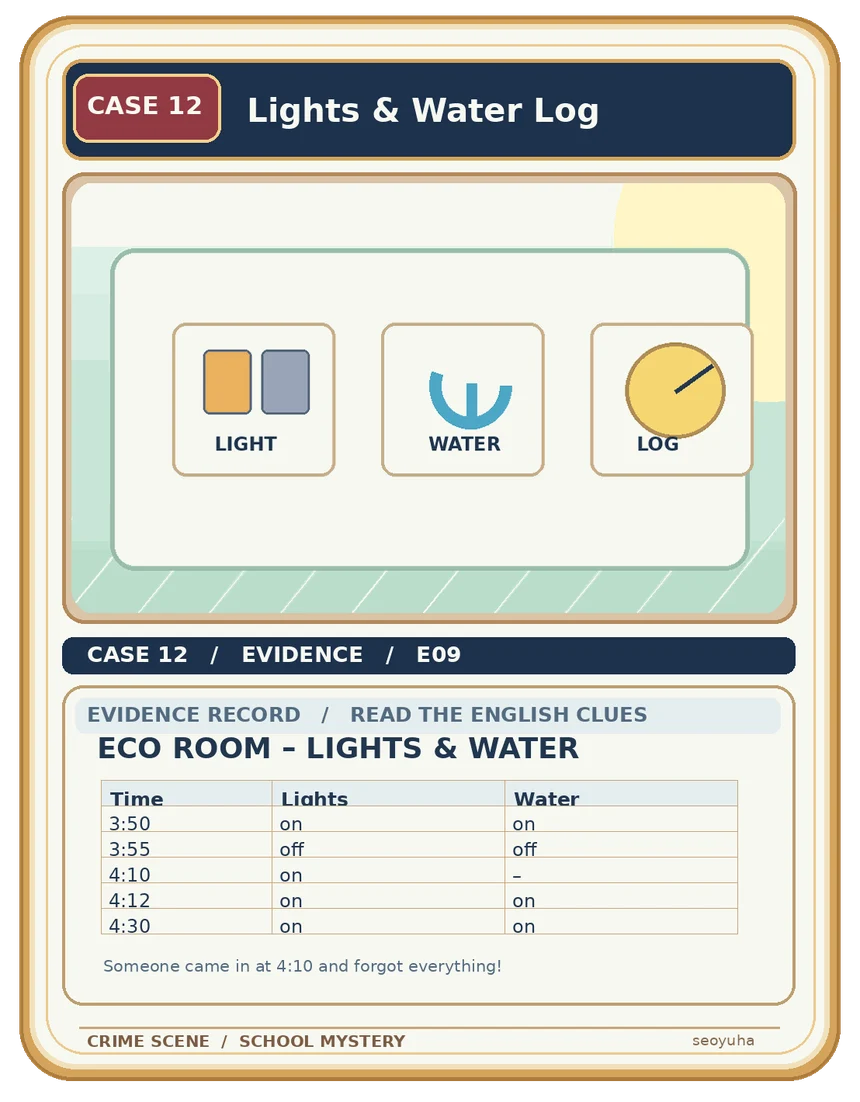 CASE 12
Lights & Water Log
LIGHT
WATER
LOG
CASE 12 / EVIDENCE / E09
EVIDENCE RECORD / READ THE ENGLISH CLUES
ECO ROOM – LIGHTS & WATER
Time Lights Water
3:50 on on
3:55 off off
4:10 on –
4:12 on on
4:30 on on
Someone came in at 4:10 and forgot everything!
CRIME SCENE / SCHOOL MYSTERY
seoyuha